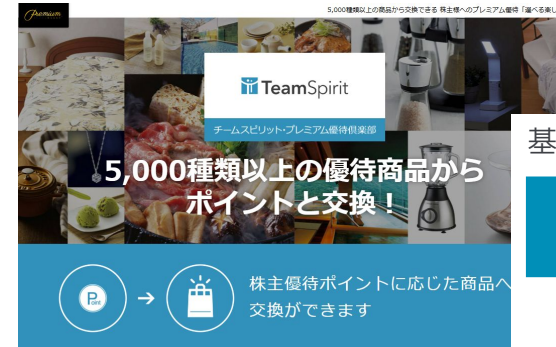 Premium
5,000種類以上の商品から交換できる 株主様へのプレミアム優待「選べる楽し
TeamSpirit
チームスピリット・プレミアム優待倶楽部
5,000種類以上の優待商品から
ポイントと交換！
基
Point
株主優待ポイントに応じた商品へ
交換ができます